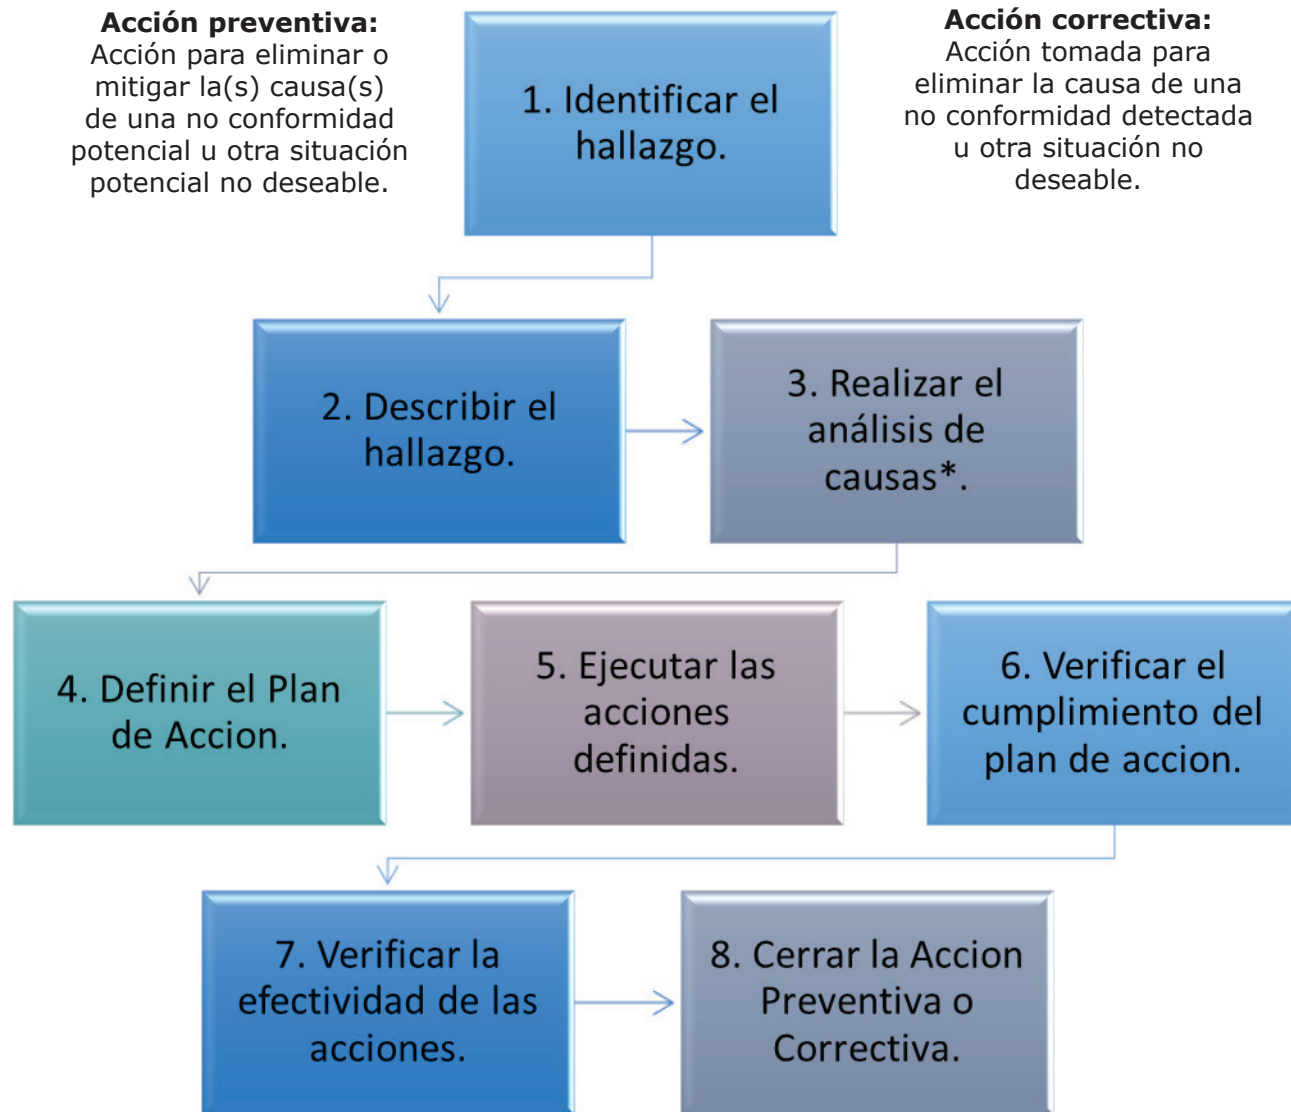 Acción preventiva:
Acción para eliminar o
mitigar la(s) causa(s)
de una no conformidad
potencial u otra situación
potencial no deseable.
Acción correctiva:
Acción tomada para
eliminar la causa de una
no conformidad detectada
u otra situación no
deseable.
1. Identificar el
hallazgo.
2. Describir el
hallazgo.
3. Realizar el
análisis de
causas*.
4. Definir el Plan
de Accion.
5. Ejecutar las
acciones
definidas.
6. Verificar el
cumplimiento del
plan de accion.
7. Verificar la
efectividad de las
acciones.
8. Cerrar la Accion
Preventiva o
Correctiva.